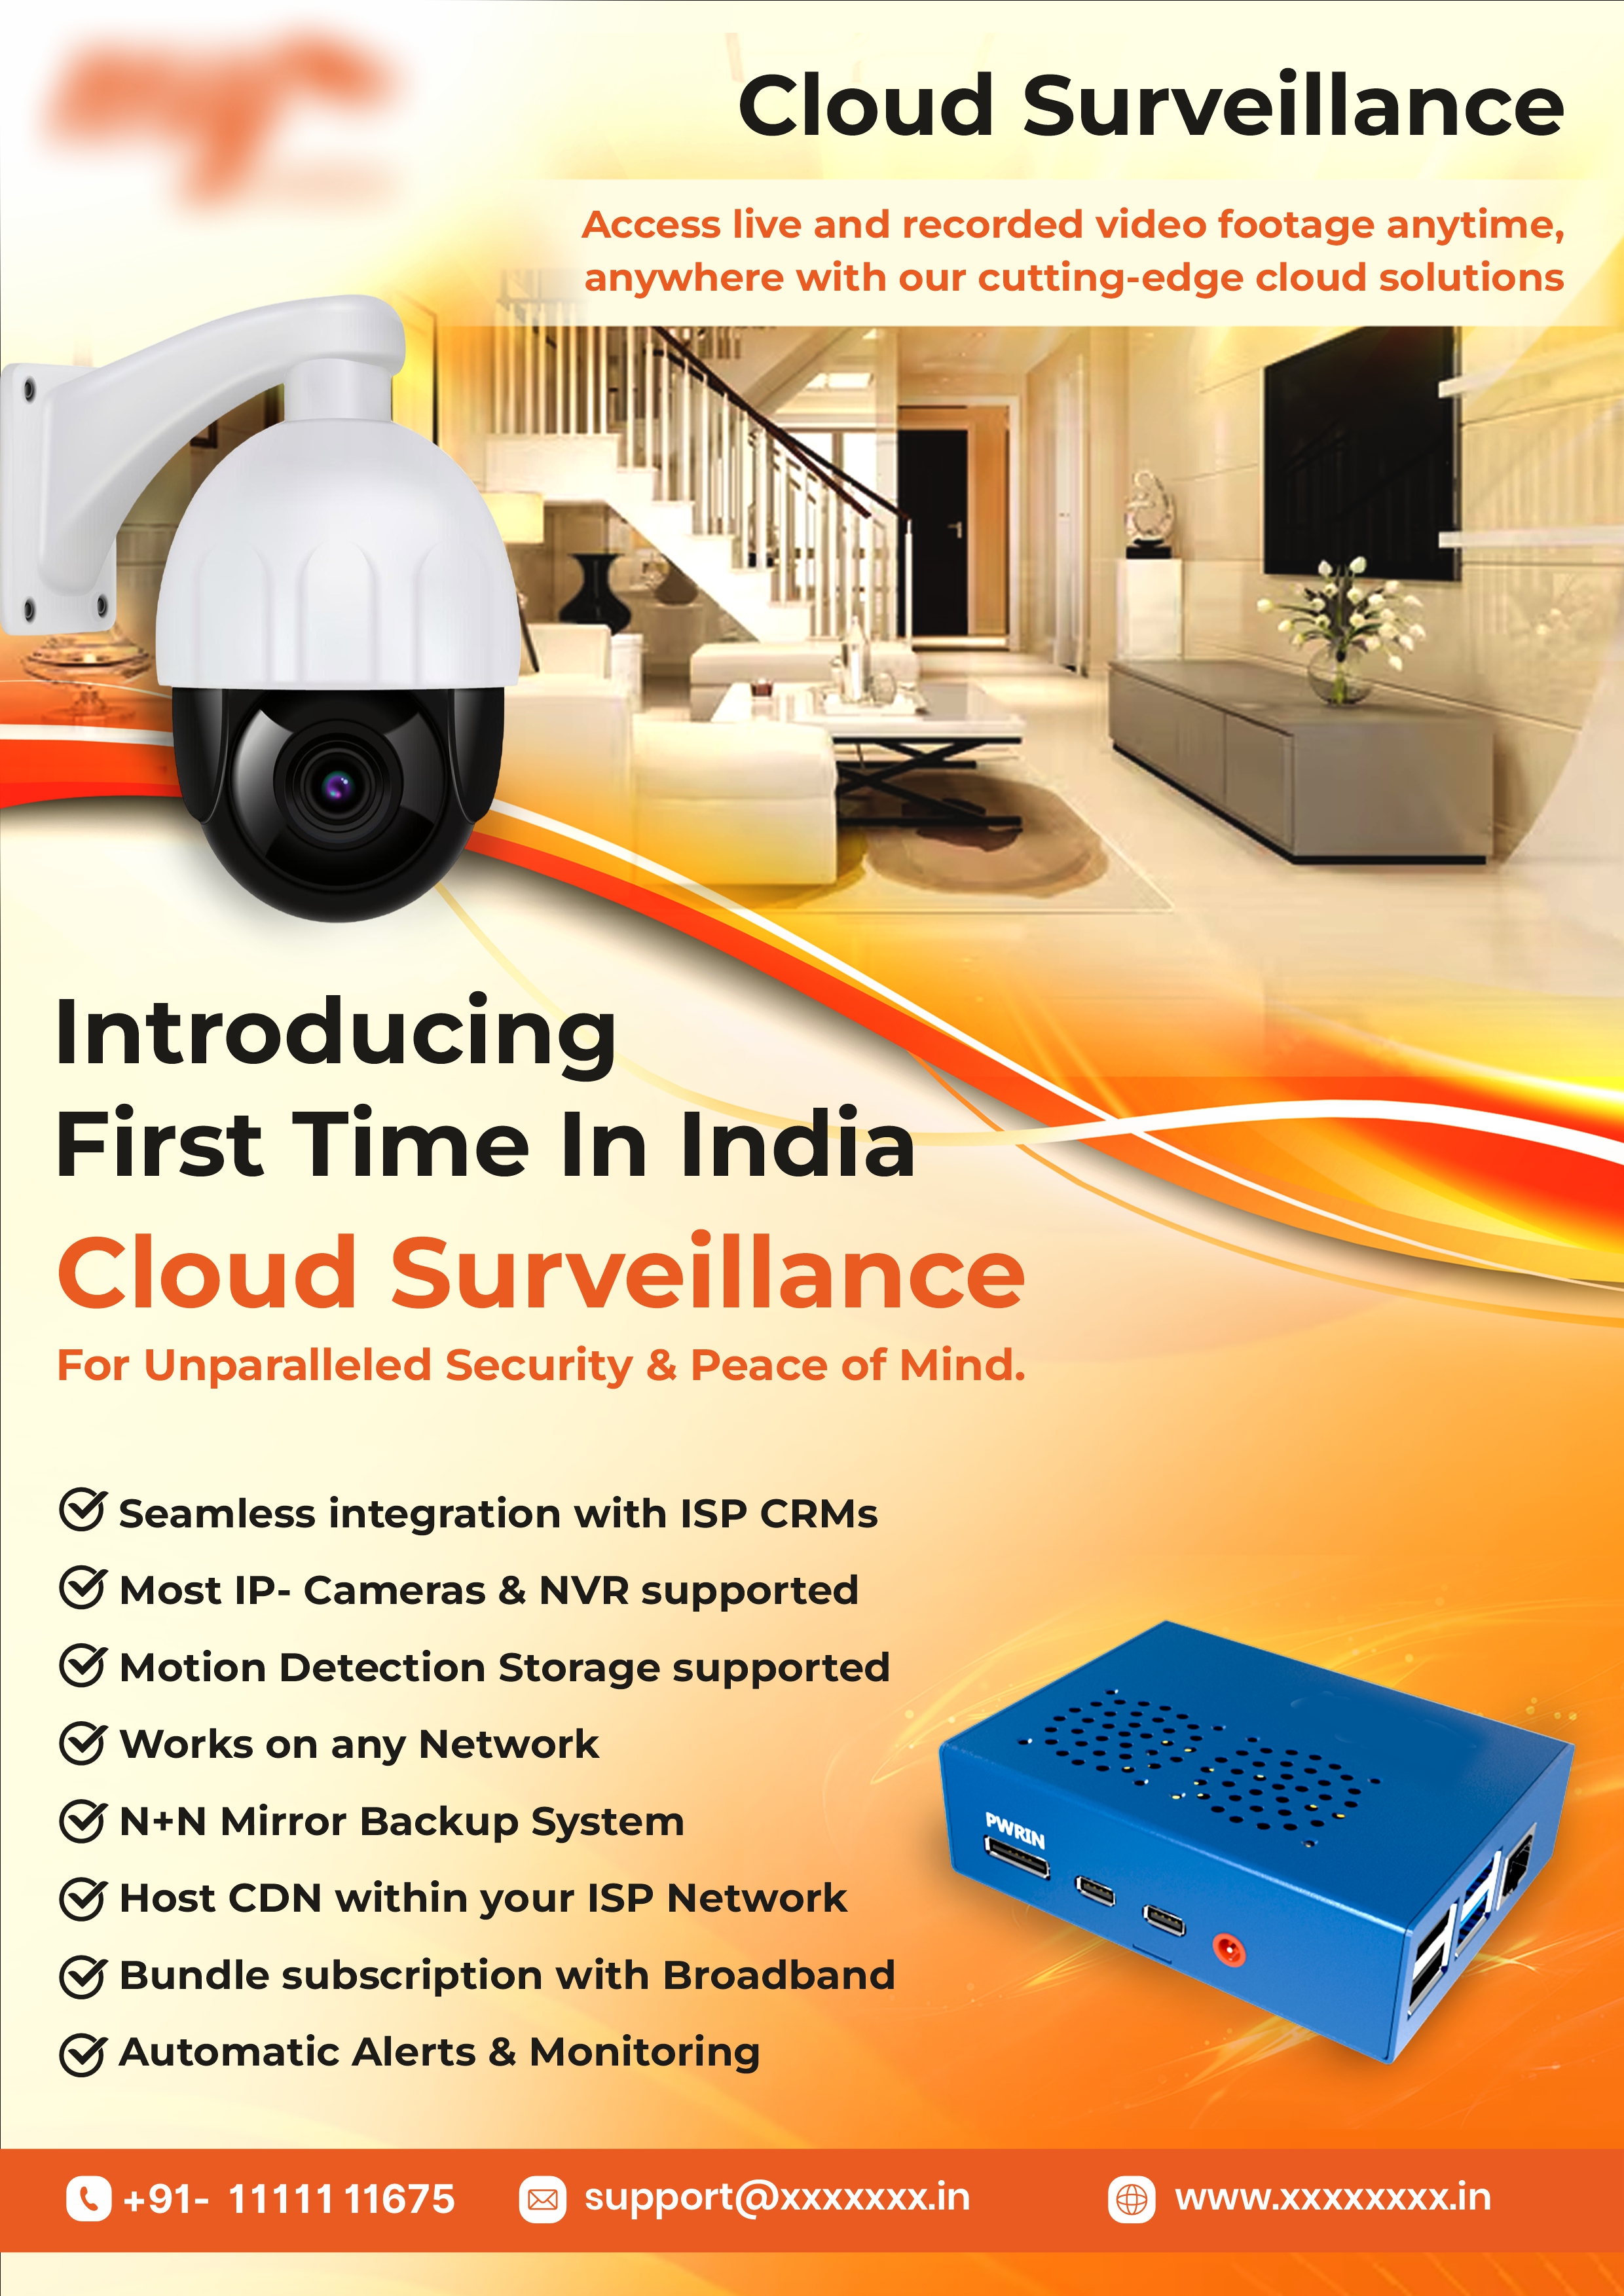 Cloud Surveillance
Access live and recorded video footage anytime,
anywhere with our cutting-edge cloud solutions
Introducing
First Time In India
Cloud Surveillance
For Unparalleled Security & Peace of Mind.
Seamless integration with ISP CRMs
Most IP- Cameras & NVR supported
Motion Detection Storage supported
Works on any Network
N+N Mirror Backup System
Host CDN within your ISP Network
Bundle subscription with Broadband
Automatic Alerts & Monitoring
PWRIN
+91- 11111 11675
support@xxxxxxx.in
www.xxxxxxxx.in